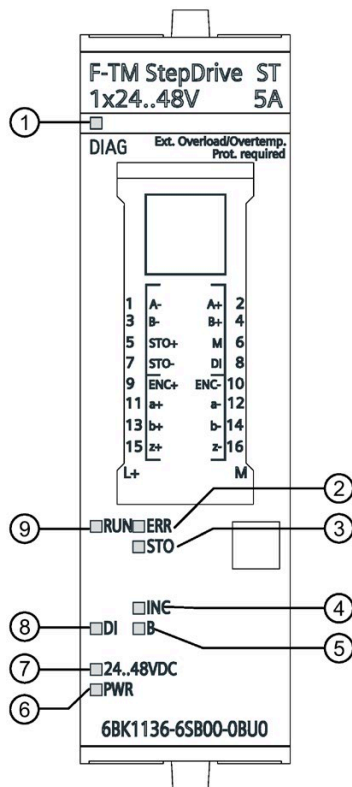 F-TM StepDrive ST
1x24..48V 5A
1
DIAG Ext. Overload/Overtemp.
Prot. required
1 A- A+ 2
3 B- B+ 4
5 STO+ M 6
7 STO- DI 8
9 ENC+ ENC- 10
11 a+ a- 12
13 b+ b- 14
15 z+ z- 16
L+ M
2
9 RUN ERR
STO 3
INC 4
8 DI B 5
7 24..48VDC
6 PWR
6BK1136-6SB00-0BU0